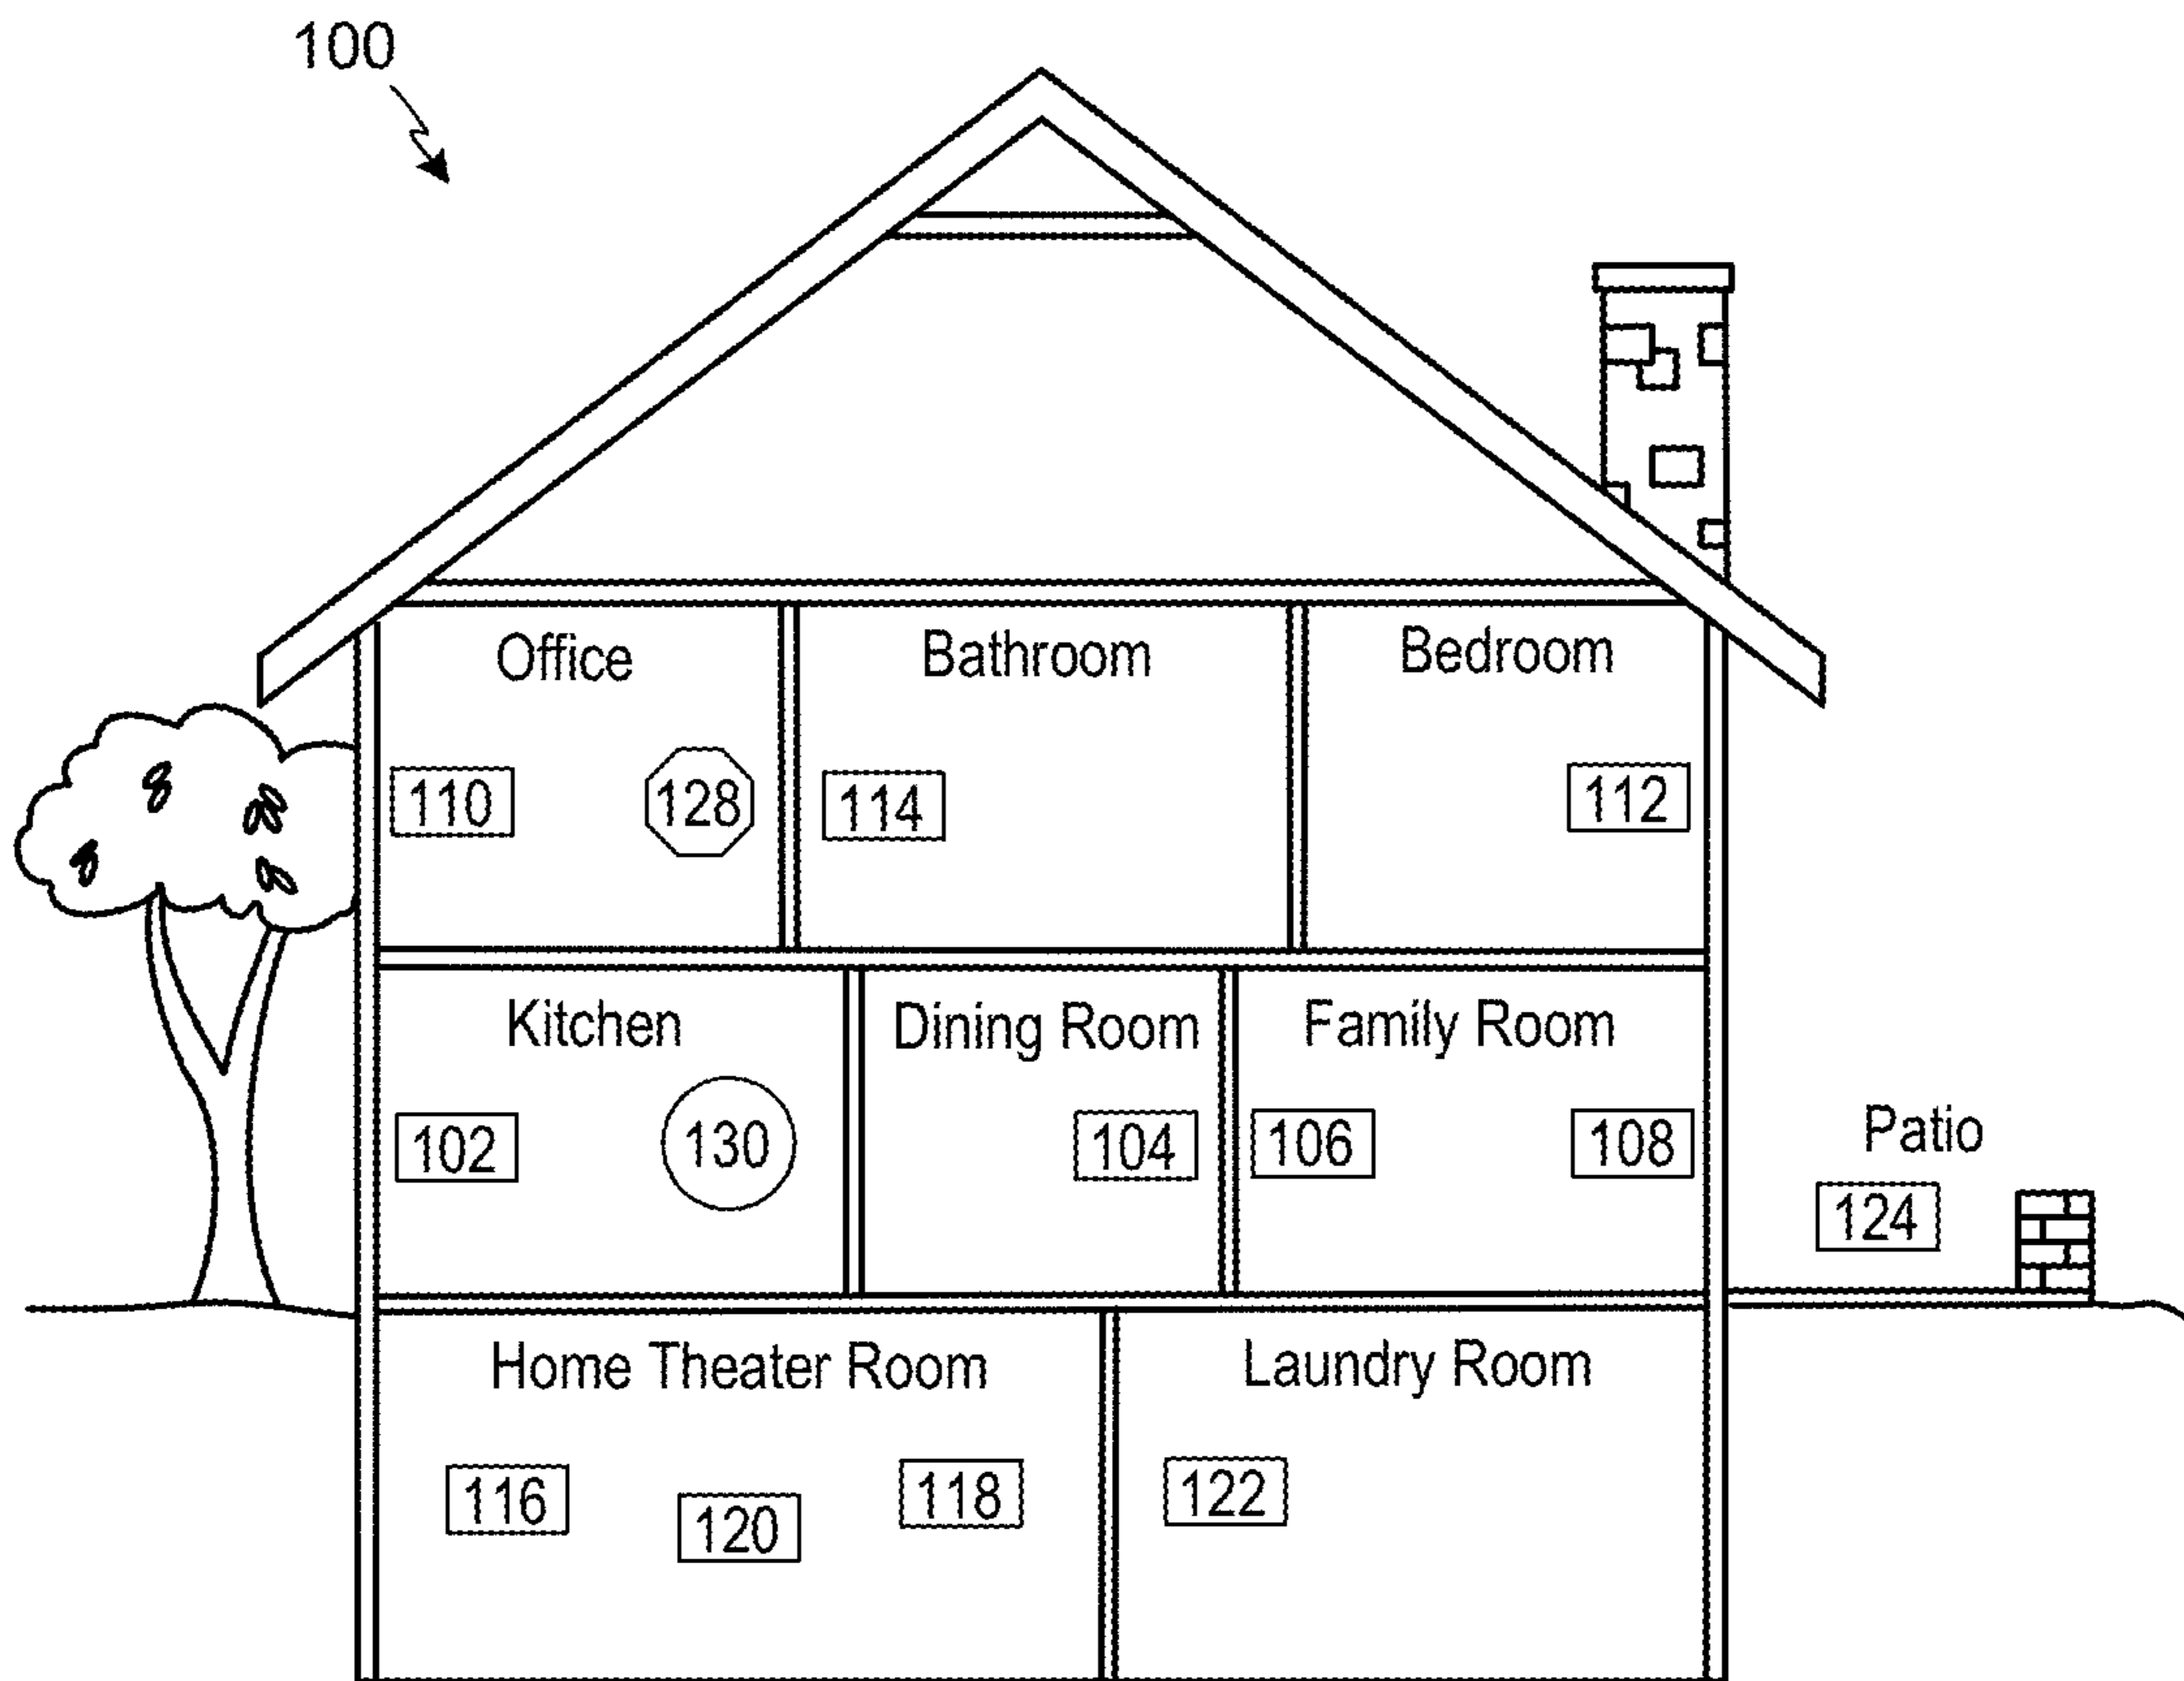 100
Office
Bathroom
Bedroom
110
128
114
112
Kitchen
Dining Room
Family Room
102
130
104
106
108
Patio
124
Home Theater Room
Laundry Room
116
120
118
122